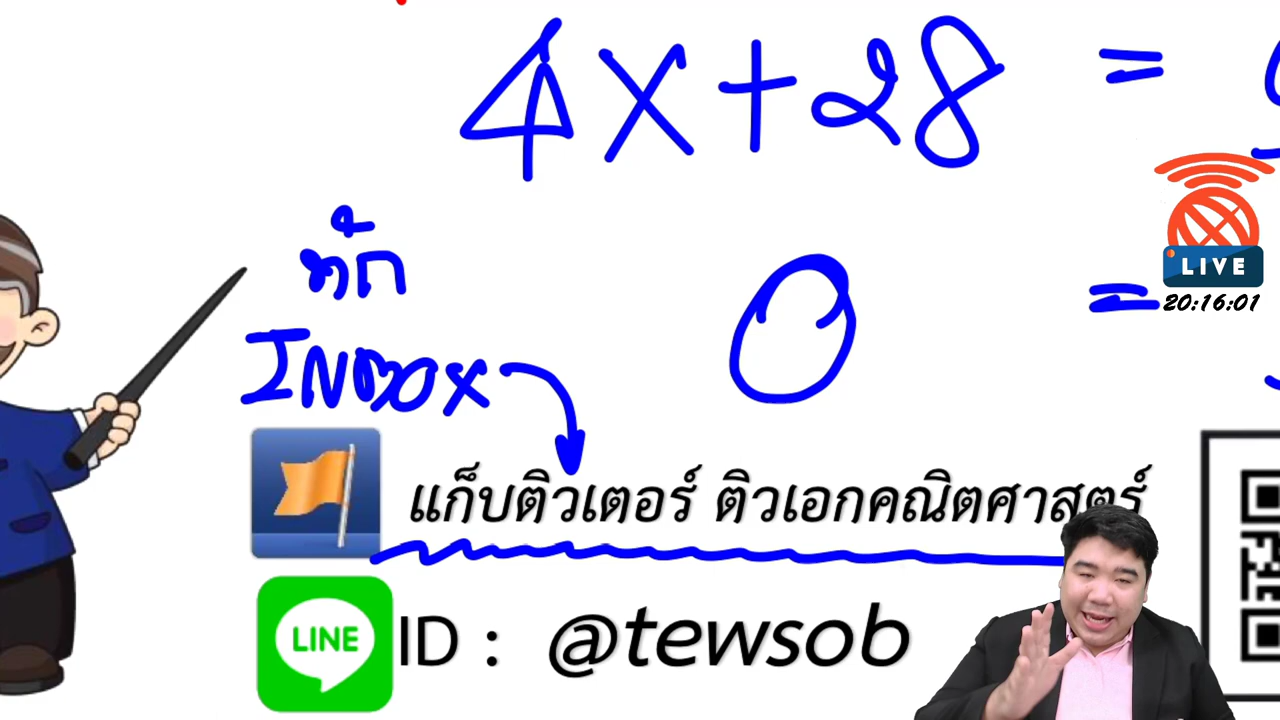 4x+28 =
LIVE
20:16:01
ทัก
0 =
INBOX
แก็บติวเตอร์ ติวเอกคณิตศาสตร์
LINE ID : @tewsob